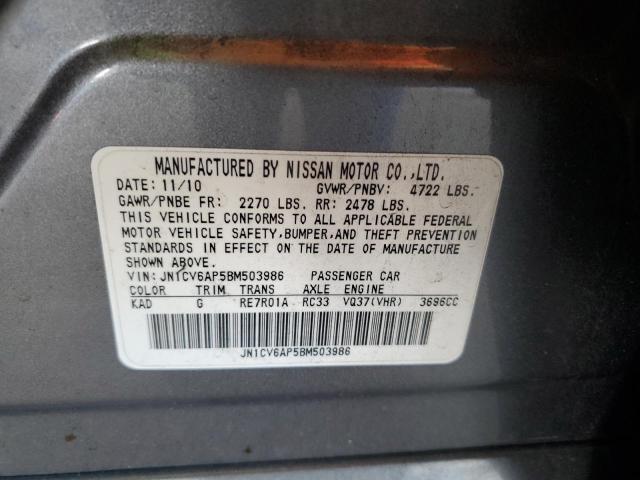 MANUFACTURED BY NISSAN MOTOR CO.,LTD.
DATE: 11/10 GVWR/PNBV: 4722 LBS.
GAWR/PNBE FR: 2270 LBS. RR: 2478 LBS.
THIS VEHICLE CONFORMS TO ALL APPLICABLE FEDERAL
MOTOR VEHICLE SAFETY,BUMPER,AND THEFT PREVENTION
STANDARDS IN EFFECT ON THE DATE OF MANUFACTURE
SHOWN ABOVE.
VIN: JN1CV6AP5BM503986 PASSENGER CAR
COLOR TRIM TRANS AXLE ENGINE
KAD G RE7R01A RC33 VQ37(VHR) 3696CC
JN1CV6AP5BM503986